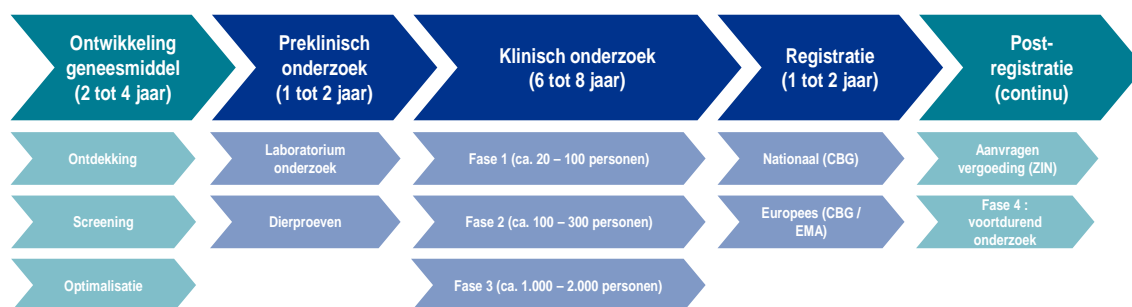 Ontwikkeling
geneesmiddel
(2 tot 4 jaar)
Preklinisch
onderzoek
(1 tot 2 jaar)
Klinisch onderzoek
(6 tot 8 jaar)
Registratie
(1 tot 2 jaar)
Post-
registratie
(continu)
Ontdekking
Laboratorium
onderzoek
Fase 1 (ca. 20 – 100 personen)
Nationaal (CBG)
Aanvragen
vergoeding (ZIN)
Screening
Dierproeven
Fase 2 (ca. 100 – 300 personen)
Europees (CBG /
EMA)
Fase 4 :
voortdurend
onderzoek
Optimalisatie
Fase 3 (ca. 1.000 – 2.000 personen)